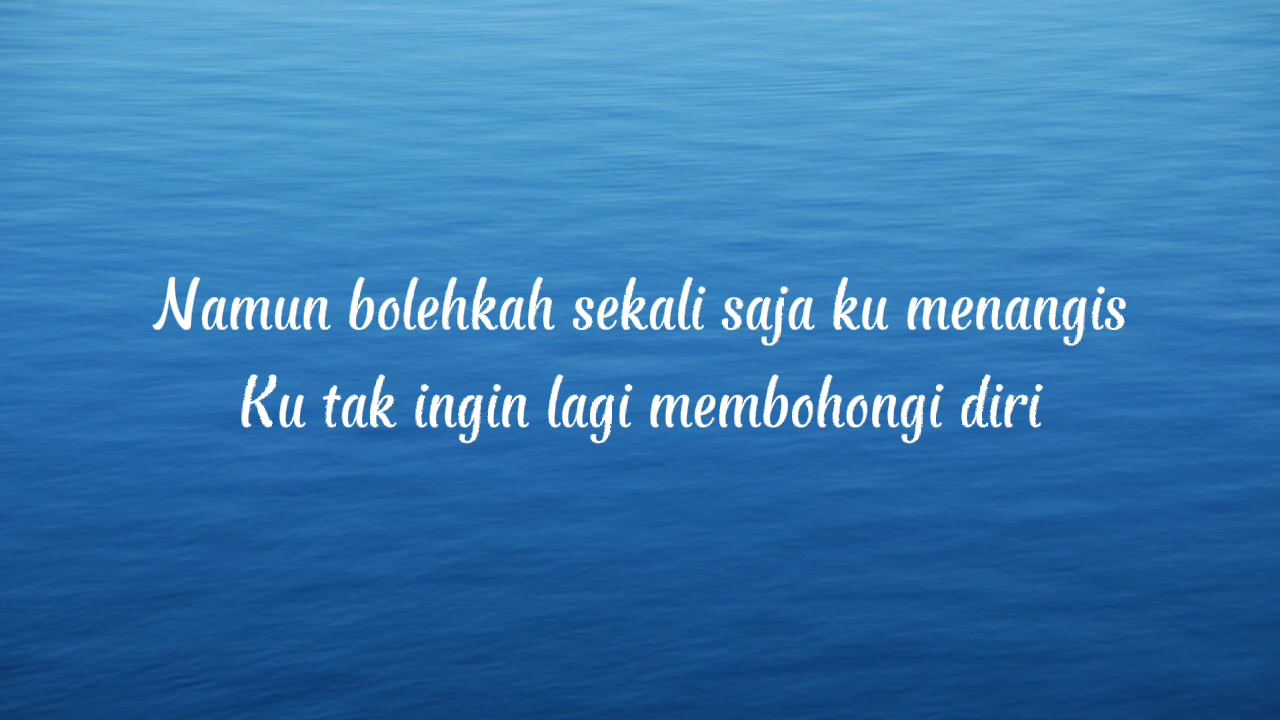 Namun bolehkah sekali saja ku menangis
Ku tak ingin lagi membohongi diri